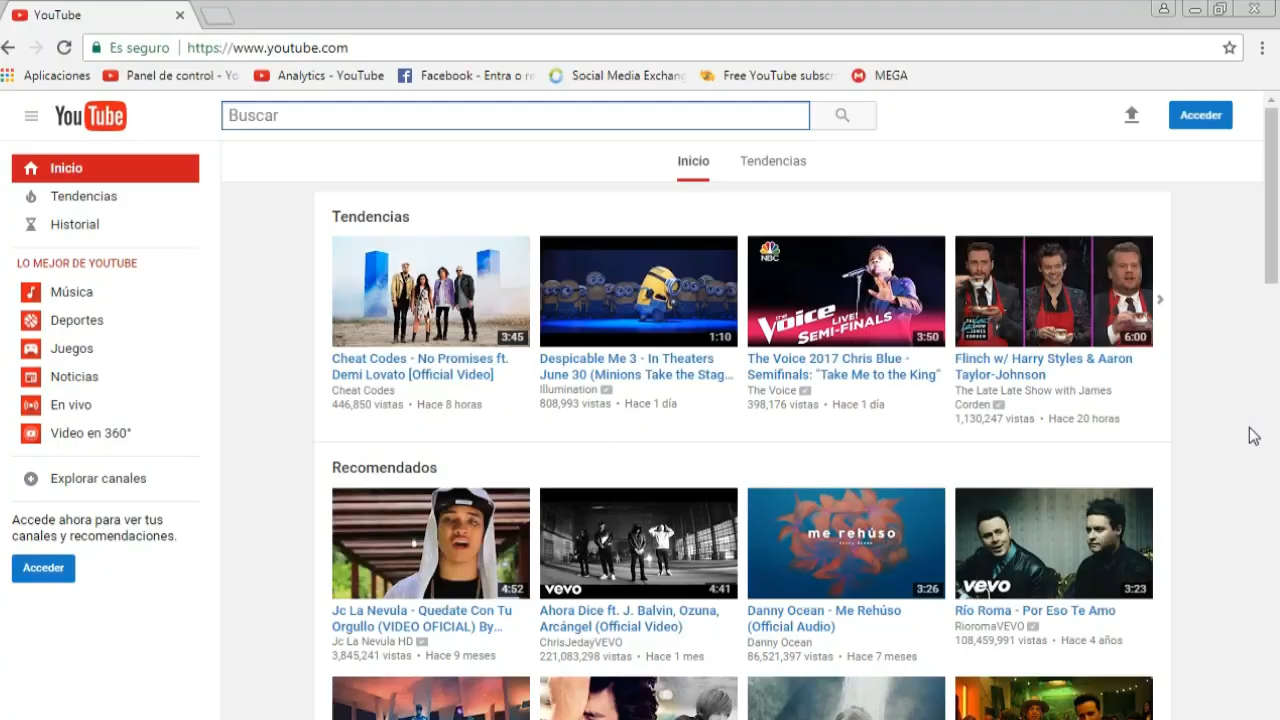 YouTube
Es seguro
https://www.youtube.com
Aplicaciones
Panel de control - Yo
Analytics - YouTube
Facebook - Entra o re
Social Media Exchang
Free YouTube subscr
MEGA
YouTube
Buscar
Acceder
Inicio
Tendencias
Historial
LO MEJOR DE YOUTUBE
Música
Deportes
Juegos
Noticias
En vivo
Video en 360°
Explorar canales
Accede ahora para ver tus
canales y recomendaciones.
Acceder
Inicio
Tendencias
Tendencias
3:45
Cheat Codes - No Promises ft.
Demi Lovato [Official Video]
Cheat Codes
446,850 vistas • Hace 8 horas
1:10
Despicable Me 3 - In Theaters
June 30 (Minions Take the Stag...
Illumination
808,993 vistas • Hace 1 día
NBC
The Voice LIVE!
SEMI-FINALS
3:50
The Voice 2017 Chris Blue -
Semifinals: "Take Me to the King"
The Voice
398,176 vistas • Hace 1 día
6:00
Flinch w/ Harry Styles & Aaron
Taylor-Johnson
The Late Late Show with James
Corden
1,130,247 vistas • Hace 20 horas
Recomendados
4:52
Jc La Nevula - Quedate Con Tu
Orgullo (VIDEO OFICIAL) By...
Jc La Nevula HD
3,845,241 vistas • Hace 9 meses
vevo
4:41
Ahora Dice ft. J. Balvin, Ozuna,
Arcángel (Official Video)
ChrisJedayVEVO
221,083,298 vistas • Hace 1 mes
me rehúso
Danny Ocean
3:26
Danny Ocean - Me Rehúso
(Official Audio)
Danny Ocean
86,521,397 vistas • Hace 7 meses
vevo
3:23
Río Roma - Por Eso Te Amo
RioromaVEVO
108,459,991 vistas • Hace 4 años